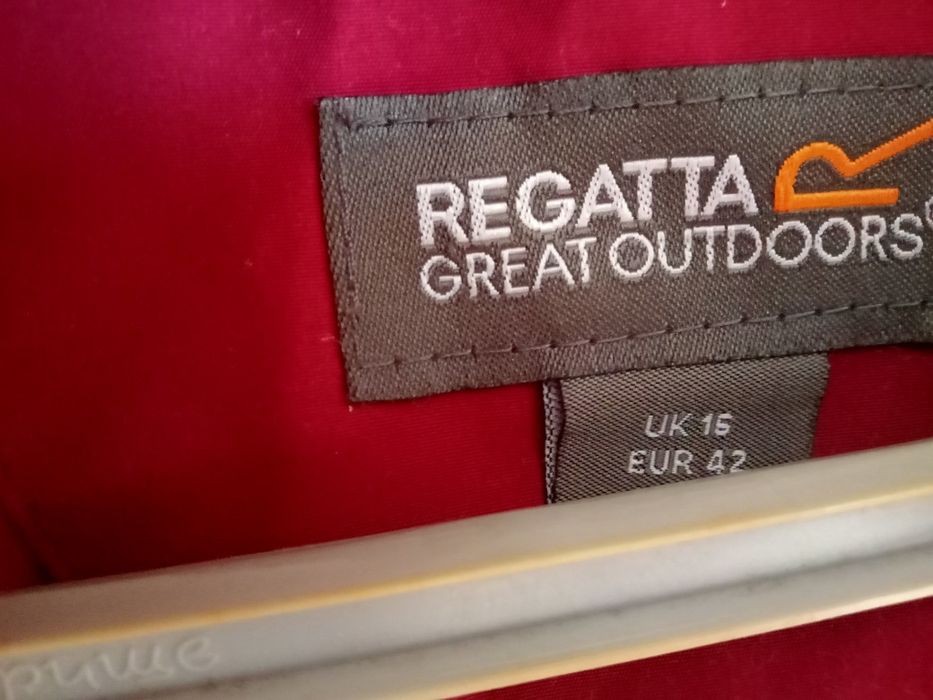 REGATTA
GREAT OUTDOORS
UK 16
EUR 42